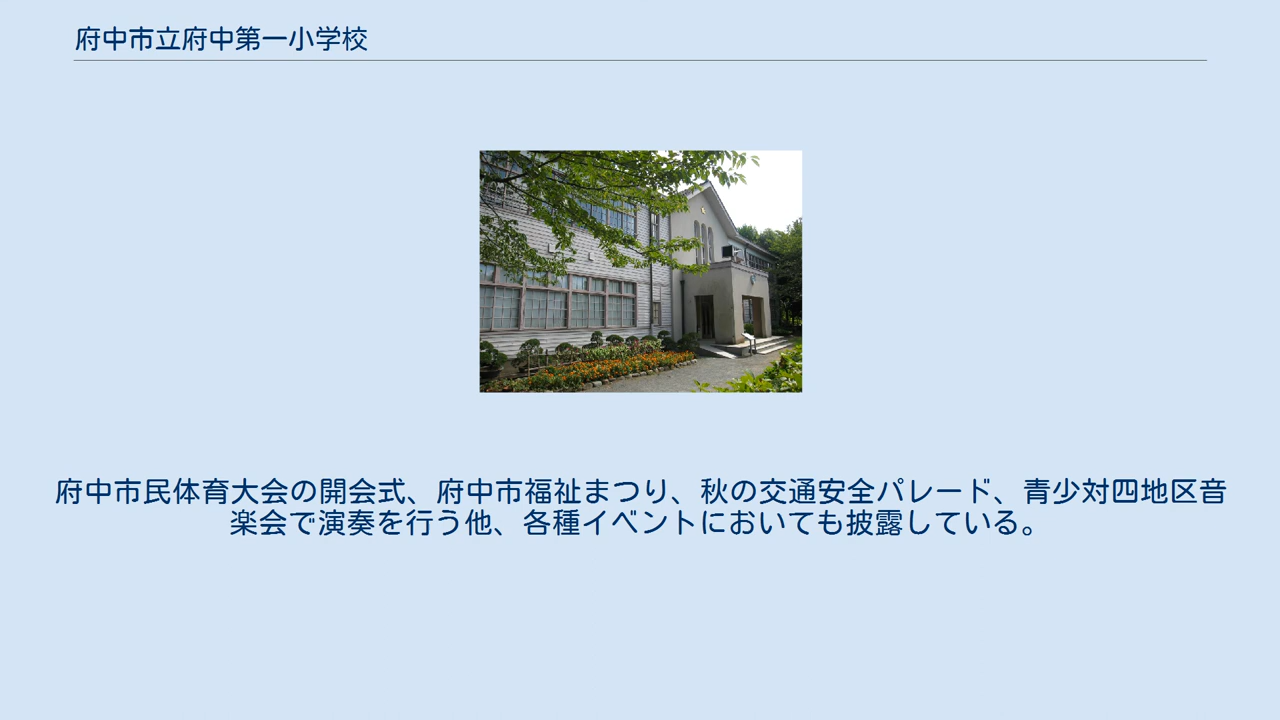 府中市立府中第一小学校
府中市民体育大会の開会式、府中市福祉まつり、秋の交通安全パレード、青少対四地区音
楽会で演奏を行う他、各種イベントにおいても披露している。